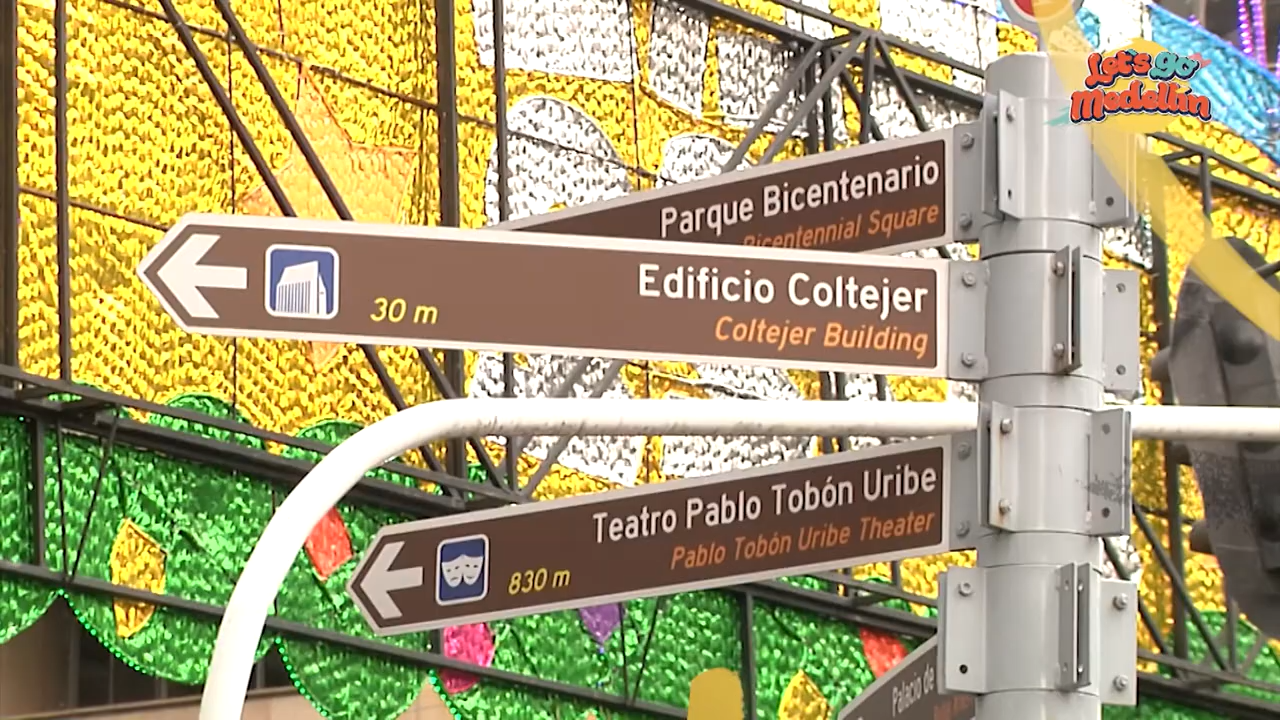 Let's go
Medellín
Parque Bicentenario
Bicentennial Square
Edificio Coltejer
30 m
Coltejer Building
Teatro Pablo Tobón Uribe
830 m
Pablo Tobón Uribe Theater
Palacio de